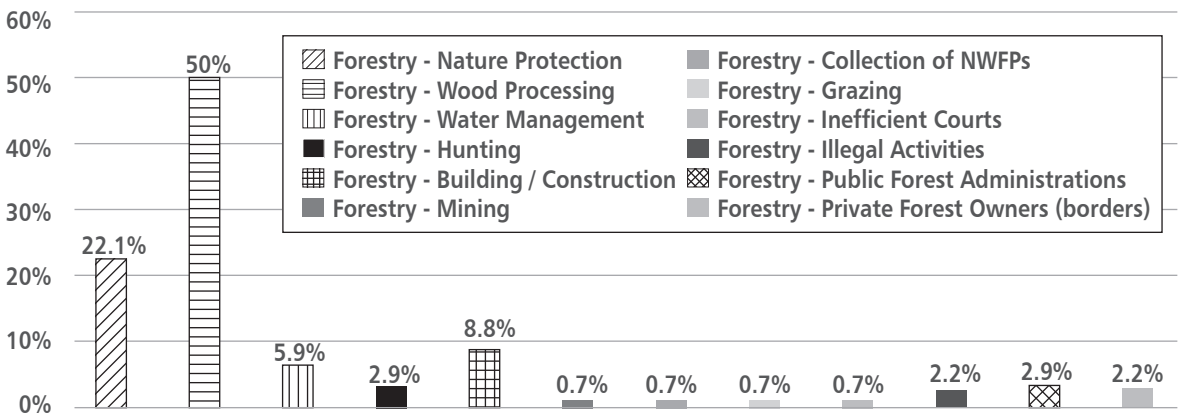 60%
50%
40%
30%
20%
10%
0%
Forestry - Nature Protection
Forestry - Wood Processing
Forestry - Water Management
Forestry - Hunting
Forestry - Building / Construction
Forestry - Mining
Forestry - Collection of NWFPs
Forestry - Grazing
Forestry - Inefficient Courts
Forestry - Illegal Activities
Forestry - Public Forest Administrations
Forestry - Private Forest Owners (borders)
22.1%
50%
5.9%
2.9%
8.8%
0.7%
0.7%
0.7%
0.7%
2.2%
2.9%
2.2%